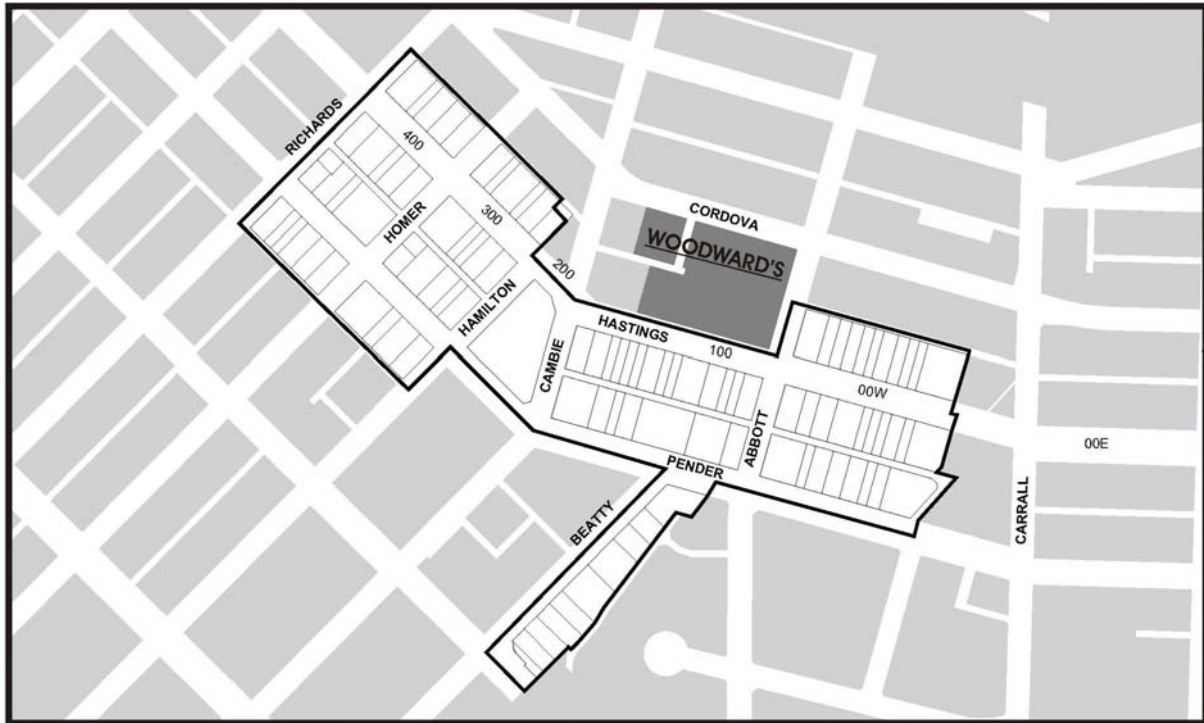 RICHARDS
400
HOMER
300
HAMILTON
200
CORDOVA
WOODWARD'S
HASTINGS
100
CAMBIE
00W
ABBOTT
00E
PENDER
BEATTY
CARRALL